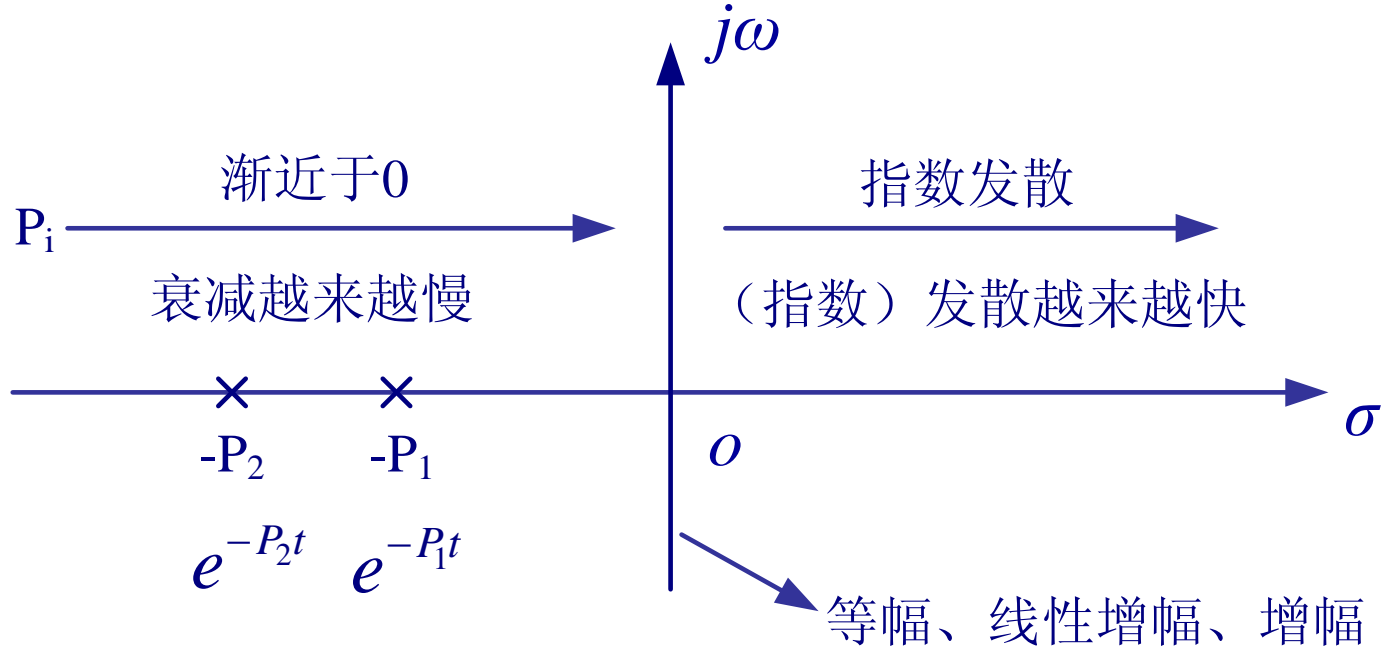 jω
渐近于0
指数发散
Pi
衰减越来越慢
（指数）发散越来越快
σ
-P2
-P1
o
e^{-P2t}
e^{-P1t}
等幅、线性增幅、增幅